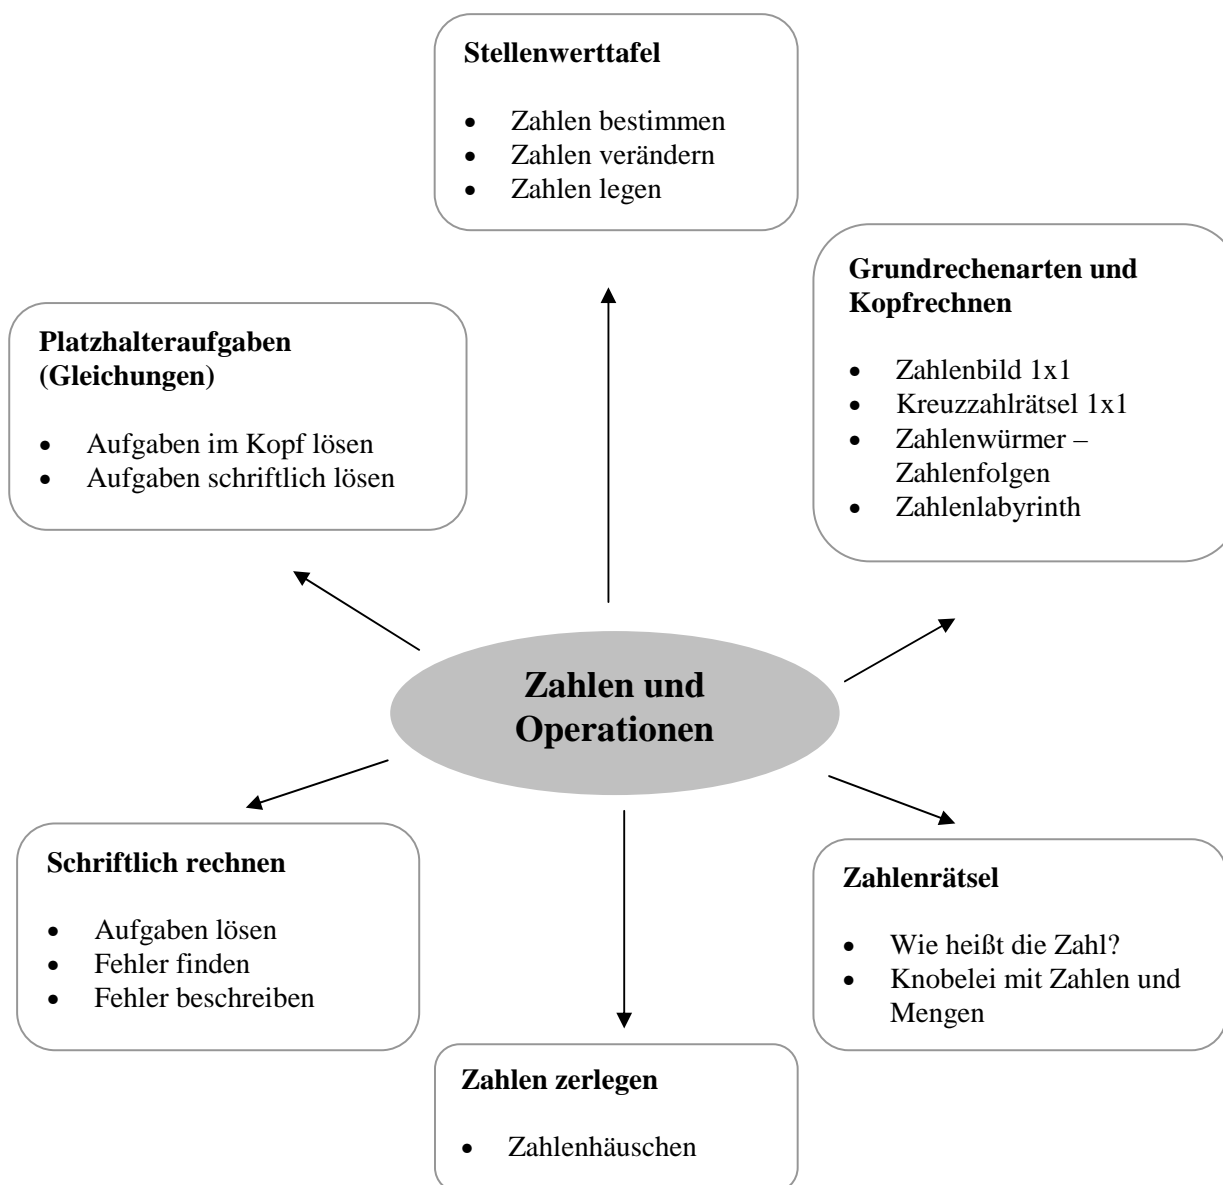 Stellenwerttafel
• Zahlen bestimmen
• Zahlen verändern
• Zahlen legen
Grundrechenarten und
Kopfrechnen
• Zahlenbild 1x1
• Kreuzzahlrätsel 1x1
• Zahlenwürmer –
Zahlenfolgen
• Zahlenlabyrinth
Platzhalteraufgaben
(Gleichungen)
• Aufgaben im Kopf lösen
• Aufgaben schriftlich lösen
Zahlen und
Operationen
Schriftlich rechnen
• Aufgaben lösen
• Fehler finden
• Fehler beschreiben
Zahlenrätsel
• Wie heißt die Zahl?
• Knobelei mit Zahlen und
Mengen
Zahlen zerlegen
• Zahlenhäuschen